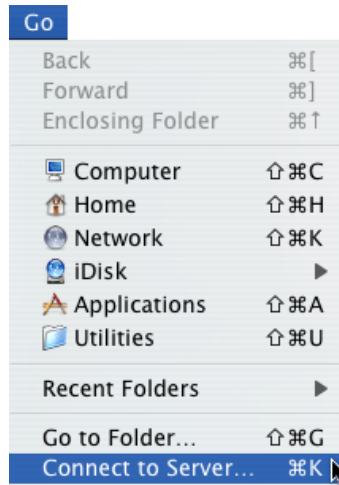 Go
Back ⌘[
Forward ⌘]
Enclosing Folder ⌘↑
Computer ⇧⌘C
Home ⇧⌘H
Network ⇧⌘K
iDisk ▶
Applications ⇧⌘A
Utilities ⇧⌘U
Recent Folders ▶
Go to Folder... ⇧⌘G
Connect to Server... ⌘K